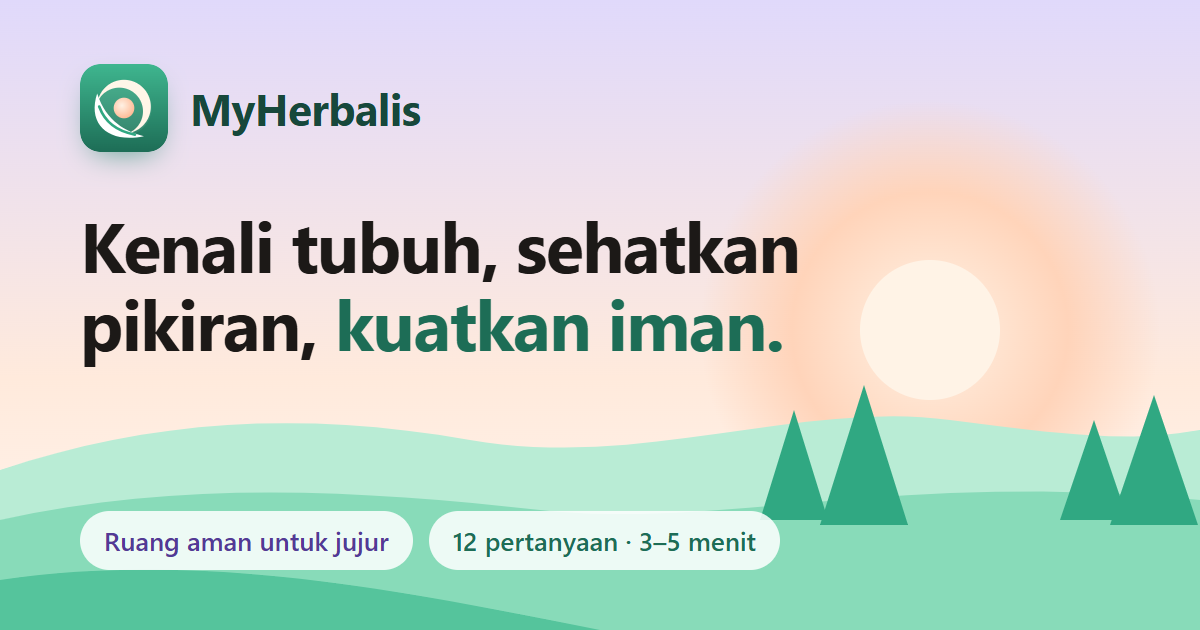 MyHerbalis
Kenali tubuh, sehatkan
pikiran, kuatkan iman.
Ruang aman untuk jujur
12 pertanyaan · 3–5 menit